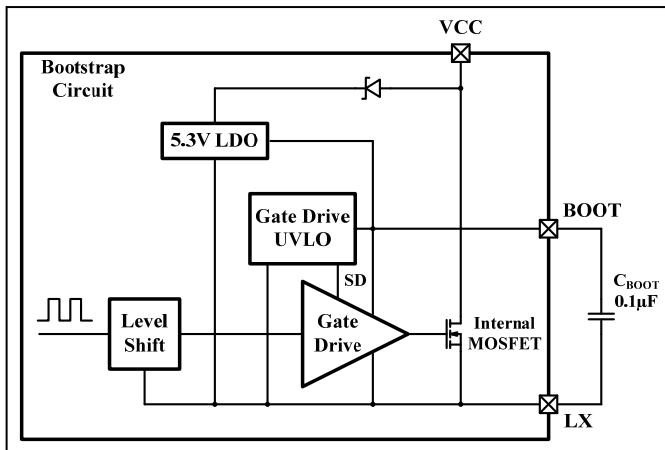 VCC
Bootstrap
Circuit
5.3V LDO
Gate Drive
UVLO
BOOT
SD
C_BOOT
0.1µF
Level
Shift
Gate
Drive
Internal
MOSFET
LX